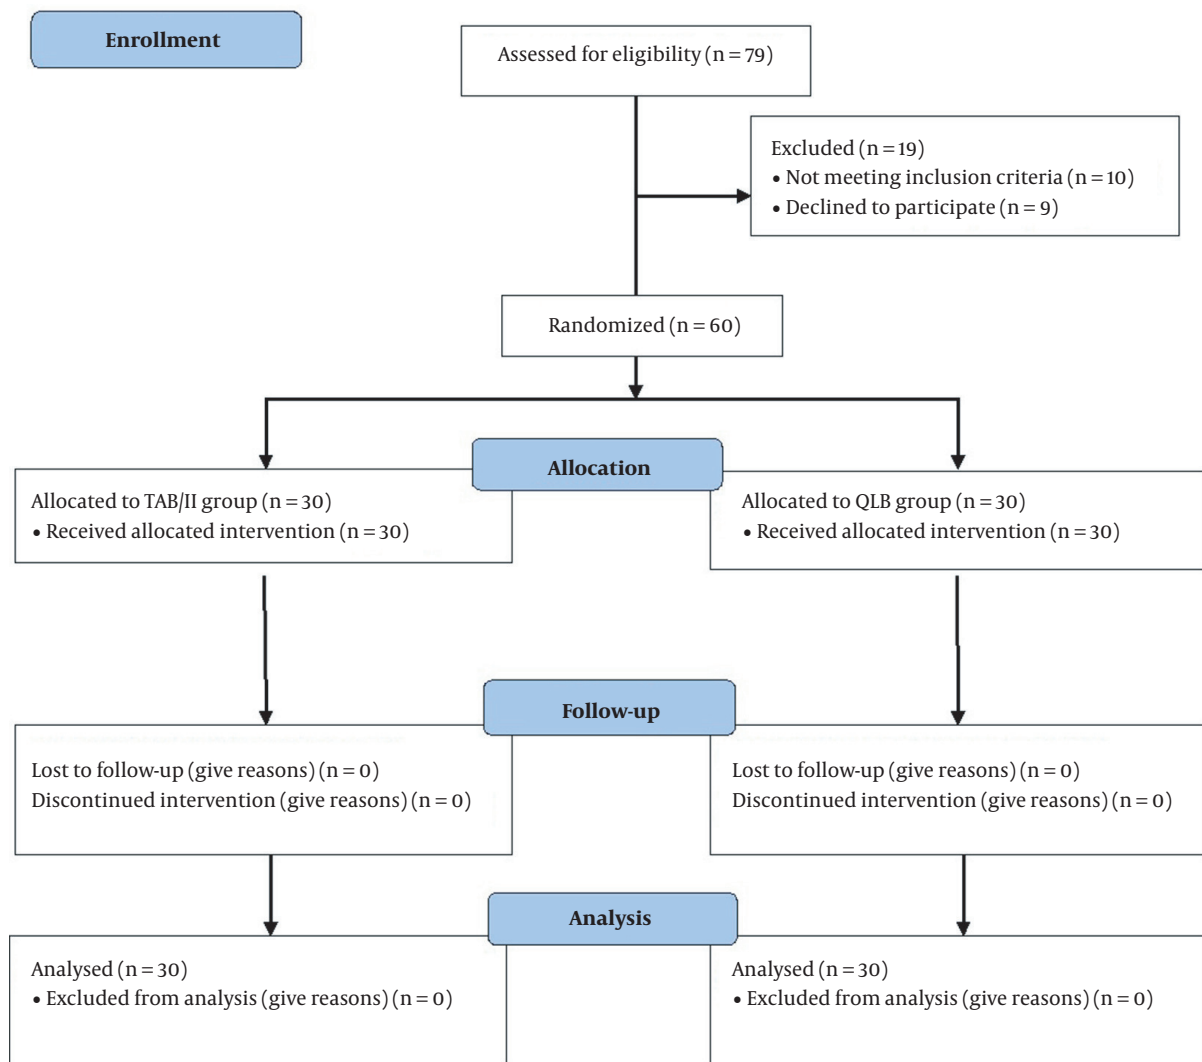 Enrollment
Assessed for eligibility (n = 79)
Excluded (n = 19)
• Not meeting inclusion criteria (n = 10)
• Declined to participate (n = 9)
Randomized (n = 60)
Allocation
Allocated to TAB/II group (n = 30)
• Received allocated intervention (n = 30)
Allocated to QLB group (n = 30)
• Received allocated intervention (n = 30)
Follow-up
Lost to follow-up (give reasons) (n = 0)
Discontinued intervention (give reasons) (n = 0)
Lost to follow-up (give reasons) (n = 0)
Discontinued intervention (give reasons) (n = 0)
Analysis
Analysed (n = 30)
• Excluded from analysis (give reasons) (n = 0)
Analysed (n = 30)
• Excluded from analysis (give reasons) (n = 0)